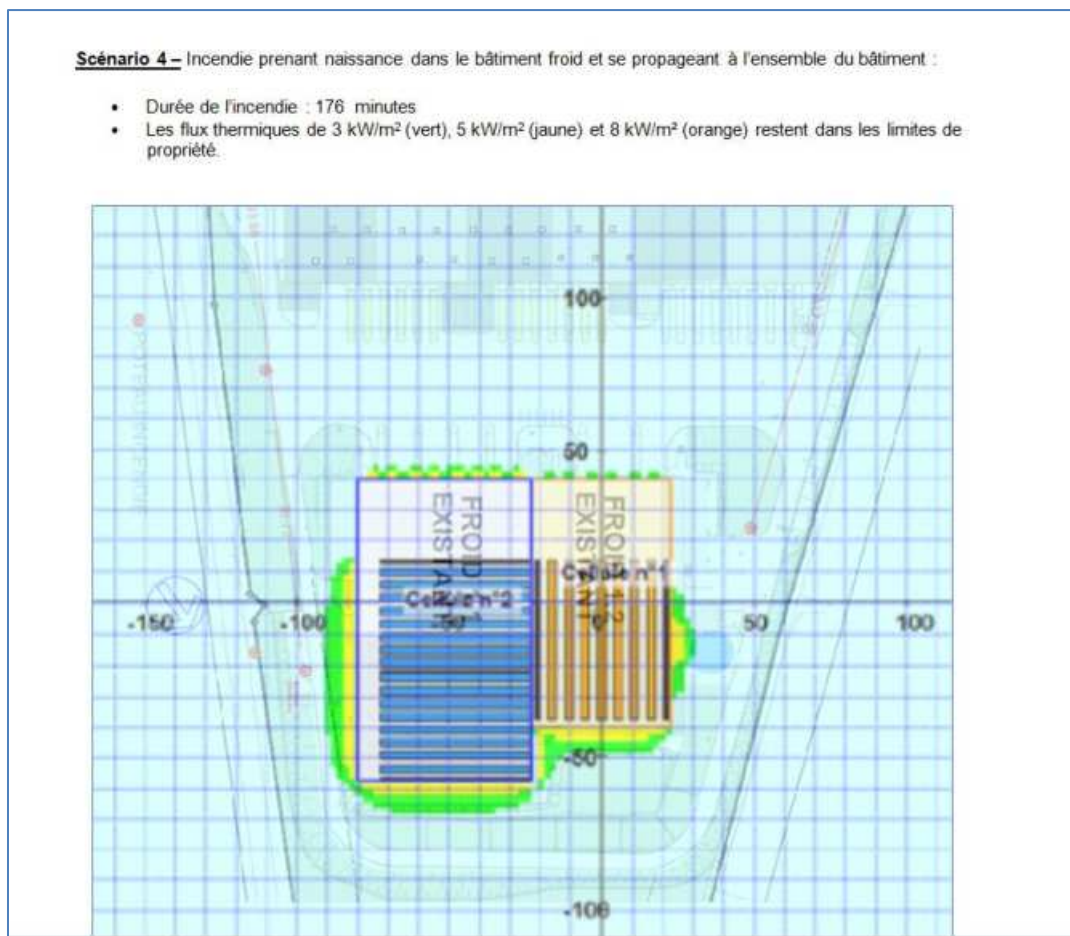 Scénario 4 – Incendie prenant naissance dans le bâtiment froid et se propageant à l'ensemble du bâtiment :
• Durée de l'incendie : 176 minutes
• Les flux thermiques de 3 kW/m² (vert), 5 kW/m² (jaune) et 8 kW/m² (orange) restent dans les limites de
propriété.
100
50
FROID
EXISTANT
FROID 1.2
EXISTANT
Cellule n°1
Cellule n°2
-150
-100
-50
0
50
100
-50
-106